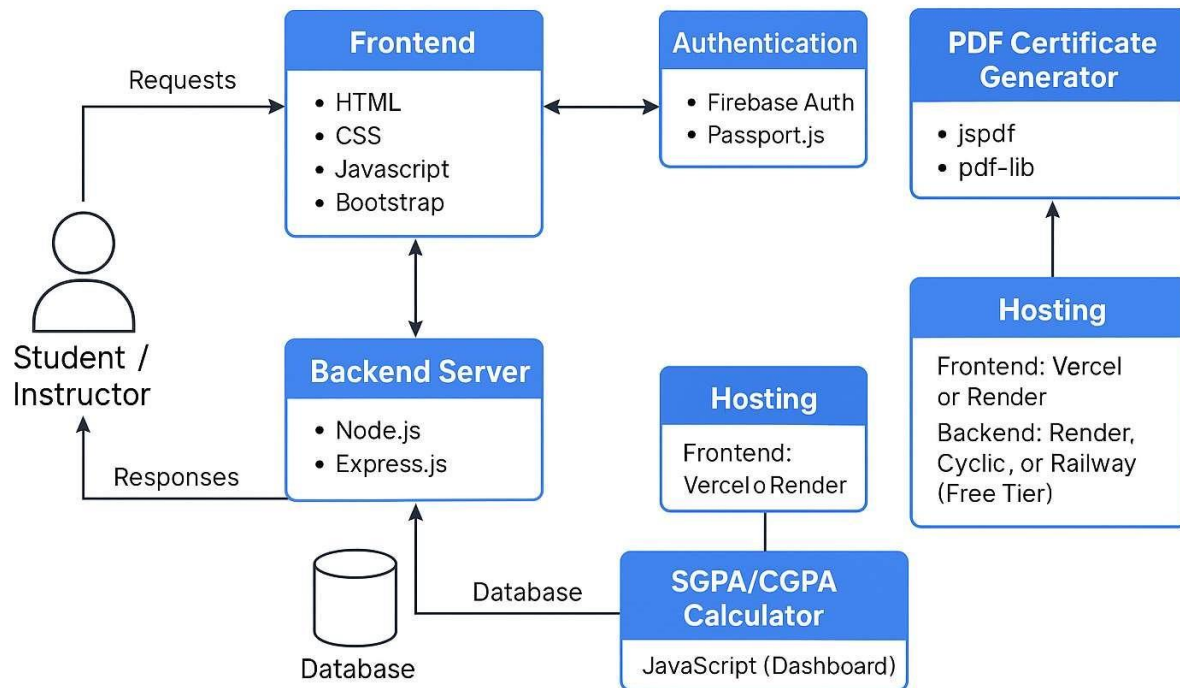 Frontend
• HTML
• CSS
• Javascript
• Bootstrap
Authentication
• Firebase Auth
• Passport.js
PDF Certificate
Generator
• jspdf
• pdf-lib
Requests
Student /
Instructor
Responses
Backend Server
• Node.js
• Express.js
Hosting
Frontend:
Vercel o Render
Hosting
Frontend: Vercel
or Render
Backend: Render,
Cyclic, or Railway
(Free Tier)
Database
Database
SGPA/CGPA
Calculator
JavaScript (Dashboard)